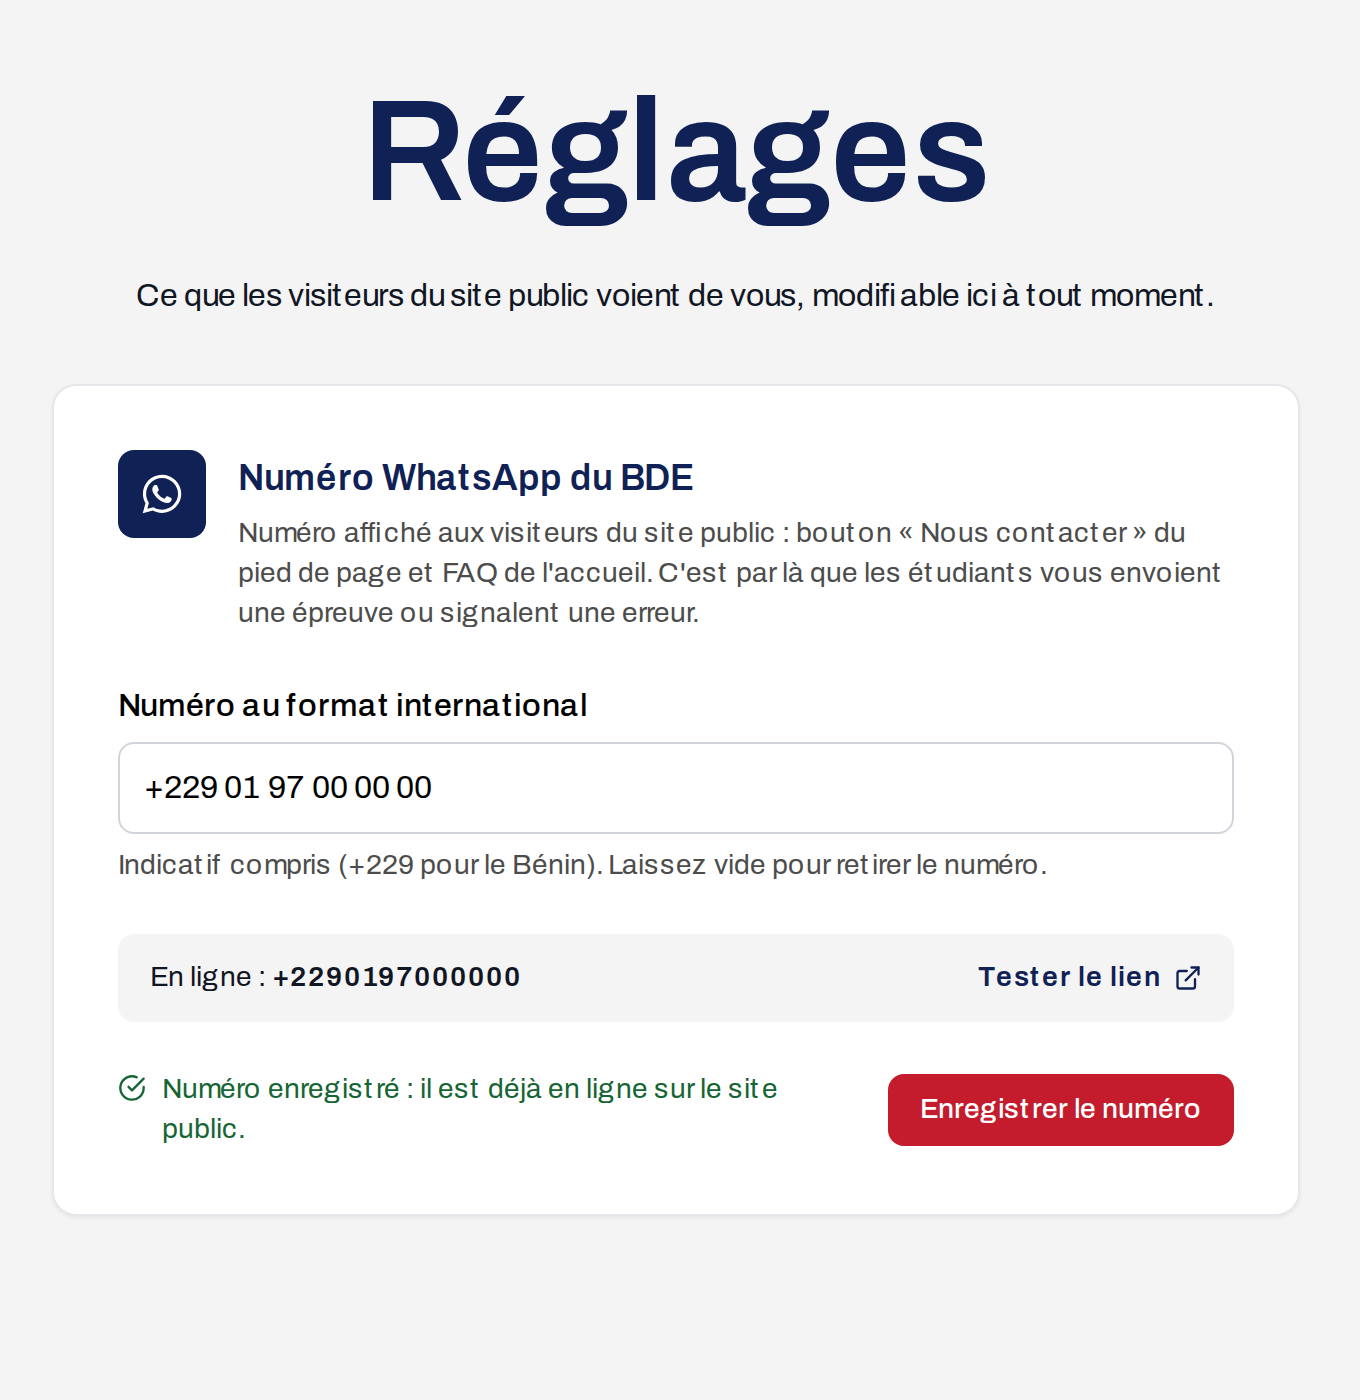 Réglages
Ce que les visiteurs du site public voient de vous, modifiable ici à tout moment.
Numéro WhatsApp du BDE
Numéro affiché aux visiteurs du site public : bouton « Nous contacter » du
pied de page et FAQ de l'accueil. C'est par là que les étudiants vous envoient
une épreuve ou signalent une erreur.
Numéro au format international
+229 01 97 00 00 00
Indicatif compris (+229 pour le Bénin). Laissez vide pour retirer le numéro.
En ligne : +2290197000000
Tester le lien
Numéro enregistré : il est déjà en ligne sur le site
public.
Enregistrer le numéro